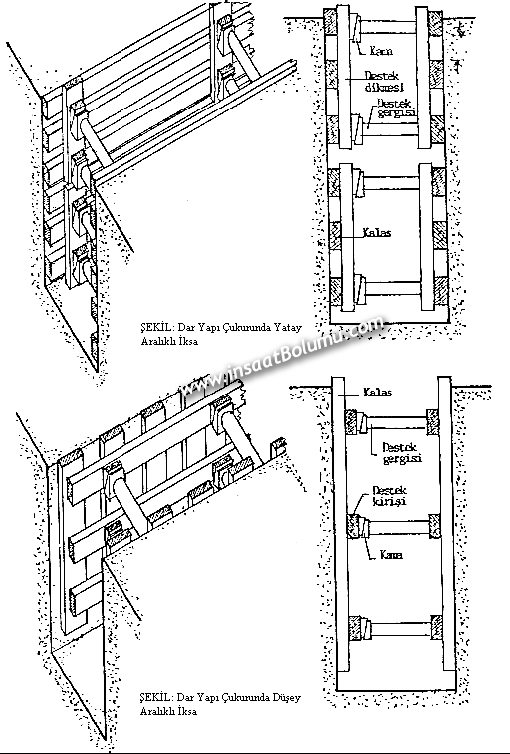 Kama
Destek
dikmesi
Destek
gergisi
Kalas
ŞEKİL: Dar Yapı Çukurunda Yatay
Aralıklı İksa
www.insaatBolumu.com
Kalas
Destek
gergisi
Destek
kirişi
Kama
ŞEKİL: Dar Yapı Çukurunda Düşey
Aralıklı İksa